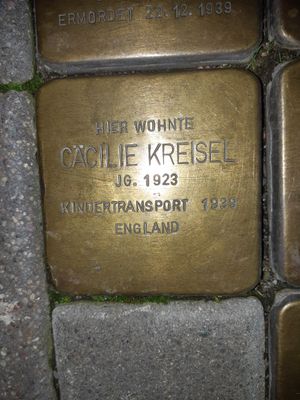 ERMORDET 23.12.1939
HIER WOHNTE
CÄCILIE KREISEL
JG. 1923
KINDERTRANSPORT 1939
ENGLAND